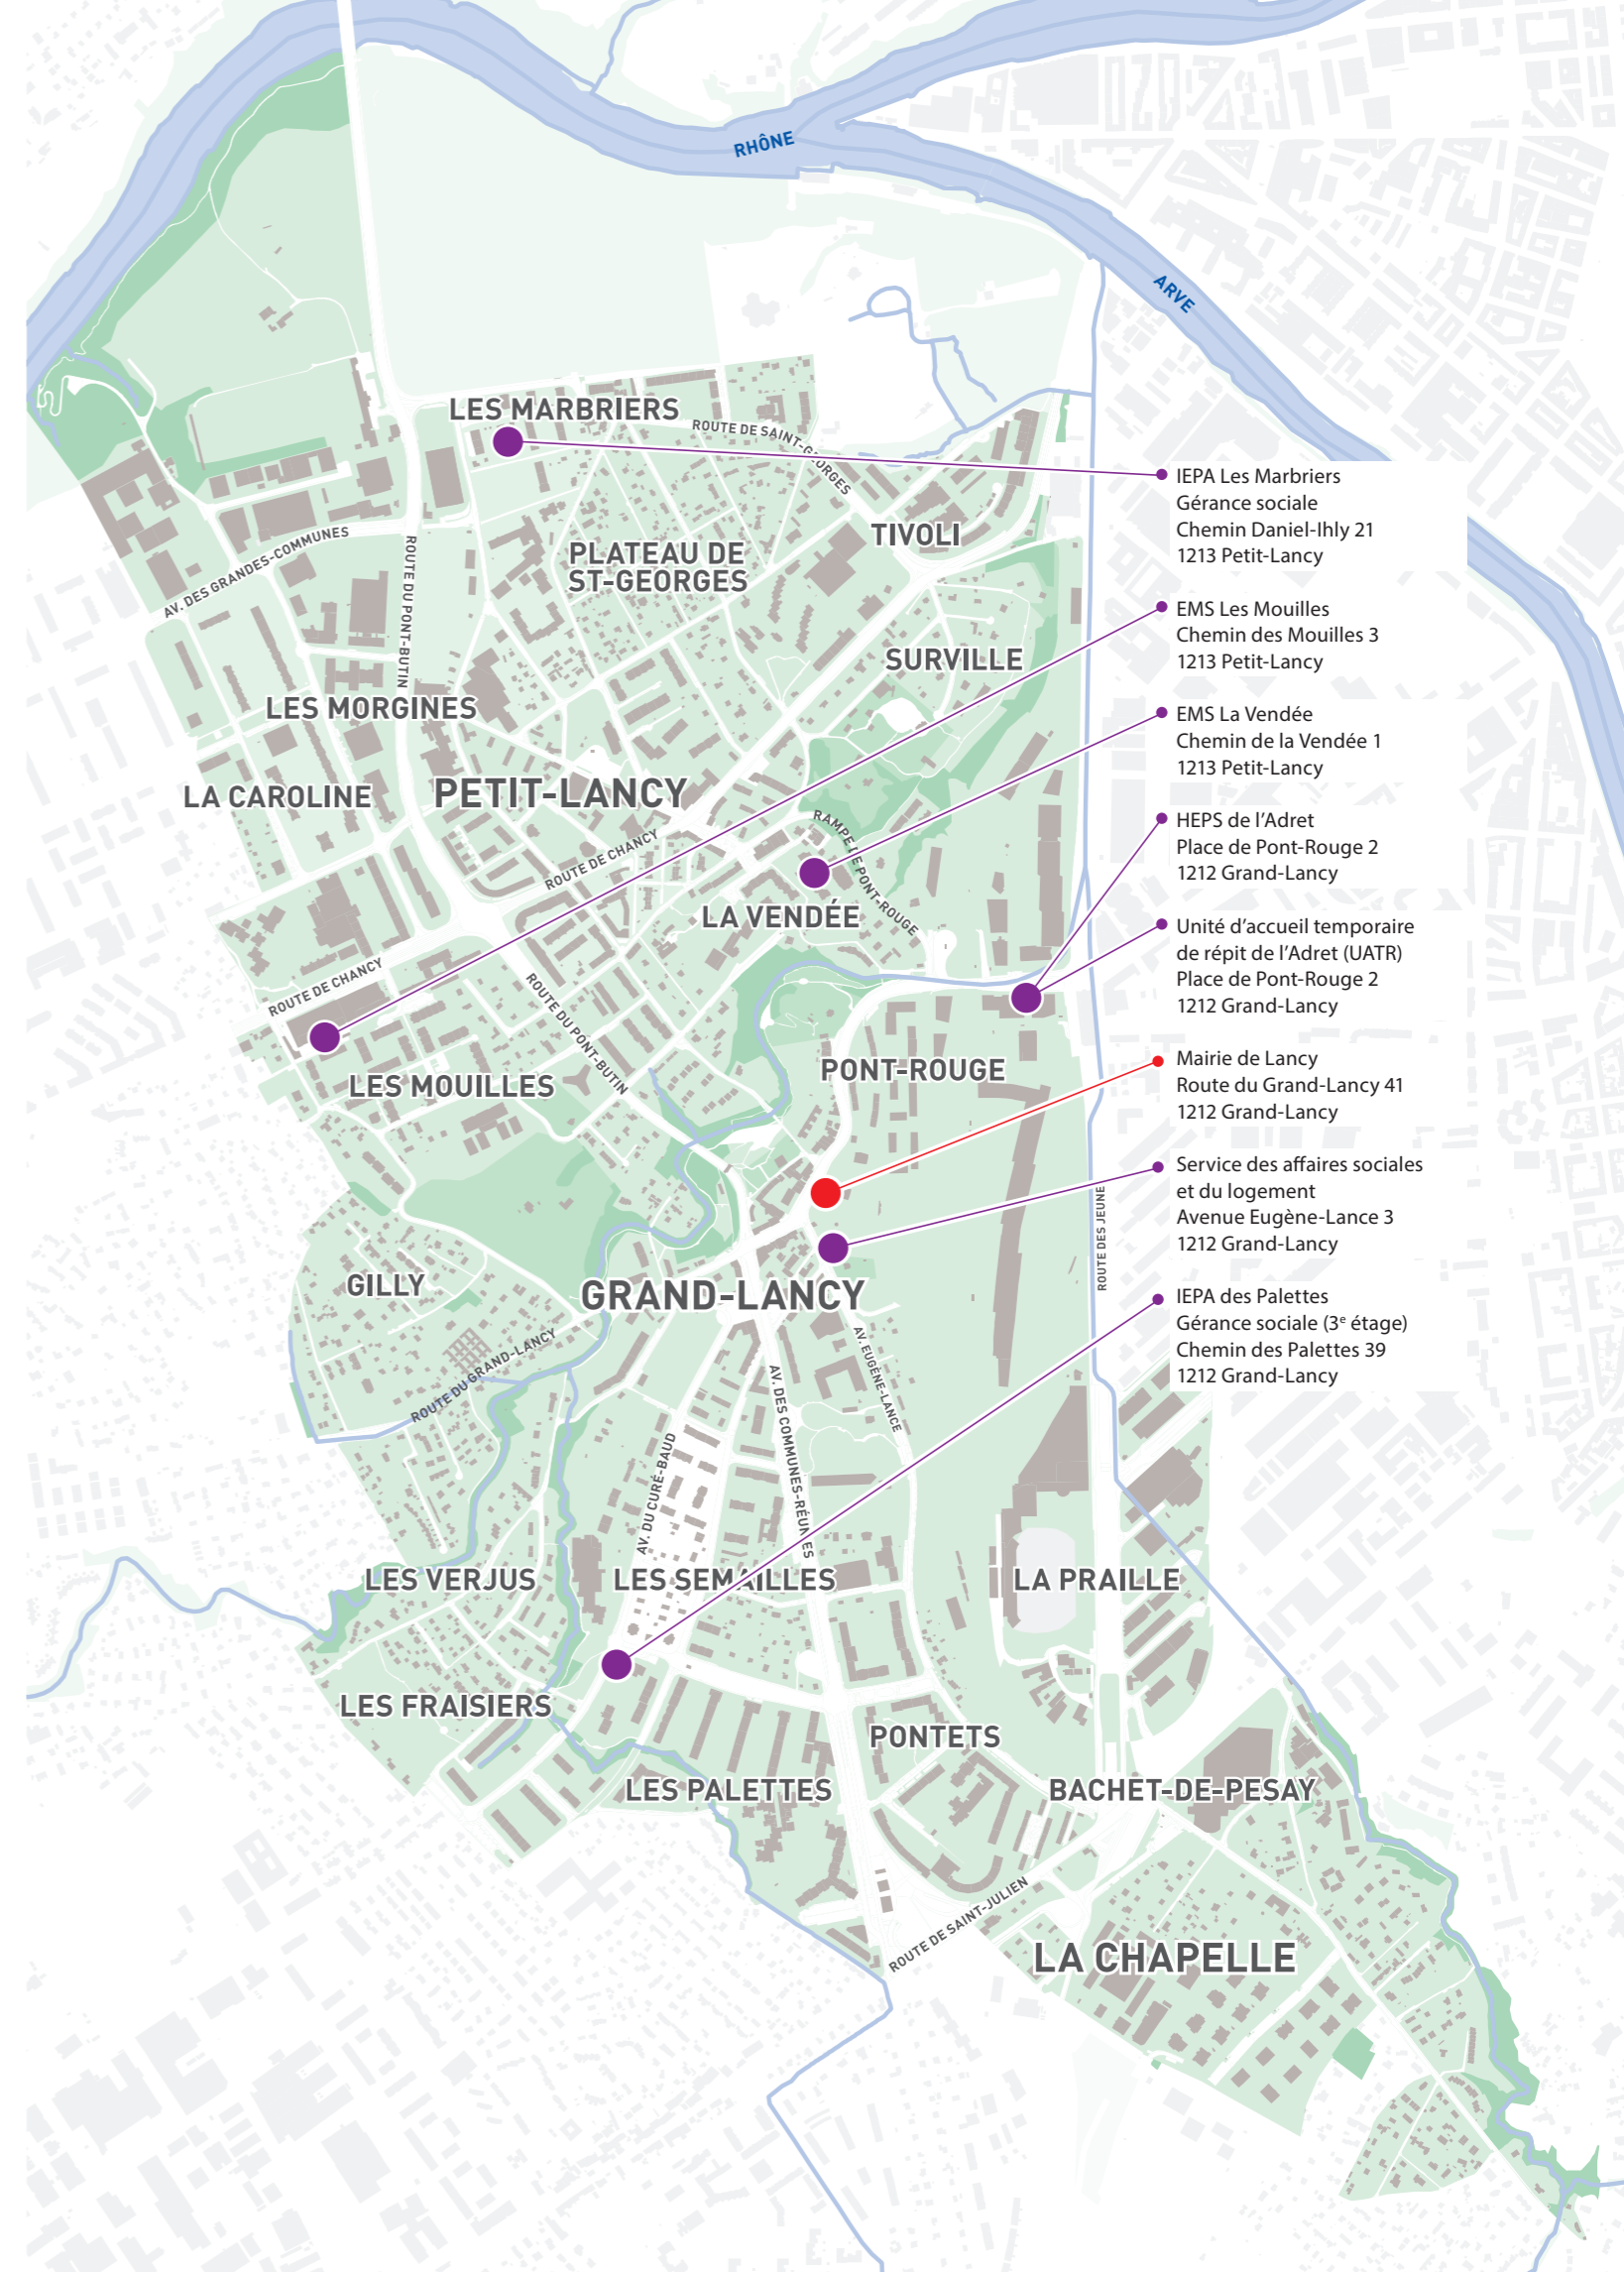 RHÔNE
ARVE
LES MARBRIERS
ROUTE DE SAINT-GEORGES
TIVOLI
PLATEAU DE
ST-GEORGES
AV. DES GRANDES-COMMUNES
ROUTE DU PONT-BUTIN
SURVILLE
LES MORGINES
PETIT-LANCY
LA CAROLINE
RAMPE DE PONT-ROUGE
ROUTE DE CHANCY
LA VENDÉE
ROUTE DE CHANCY
ROUTE DU PONT-BUTIN
PONT-ROUGE
LES MOUILLES
ROUTE DES JEUNE
GILLY
GRAND-LANCY
ROUTE DU GRAND-LANCY
AV. EUGÈNE-LANCE
AV. DES COMMUNES-RÉUNIES
AV. DU CURÉ-BAUD
LES VERJUS
LES SEMAILLES
LA PRAILLE
LES FRAISIERS
PONTETS
LES PALETTES
BACHET-DE-PESAY
ROUTE DE SAINT-JULIEN
LA CHAPELLE
IEPA Les Marbriers
Gérance sociale
Chemin Daniel-Ihly 21
1213 Petit-Lancy
EMS Les Mouilles
Chemin des Mouilles 3
1213 Petit-Lancy
EMS La Vendée
Chemin de la Vendée 1
1213 Petit-Lancy
HEPS de l’Adret
Place de Pont-Rouge 2
1212 Grand-Lancy
Unité d’accueil temporaire
de répit de l’Adret (UATR)
Place de Pont-Rouge 2
1212 Grand-Lancy
Mairie de Lancy
Route du Grand-Lancy 41
1212 Grand-Lancy
Service des affaires sociales
et du logement
Avenue Eugène-Lance 3
1212 Grand-Lancy
IEPA des Palettes
Gérance sociale (3e étage)
Chemin des Palettes 39
1212 Grand-Lancy